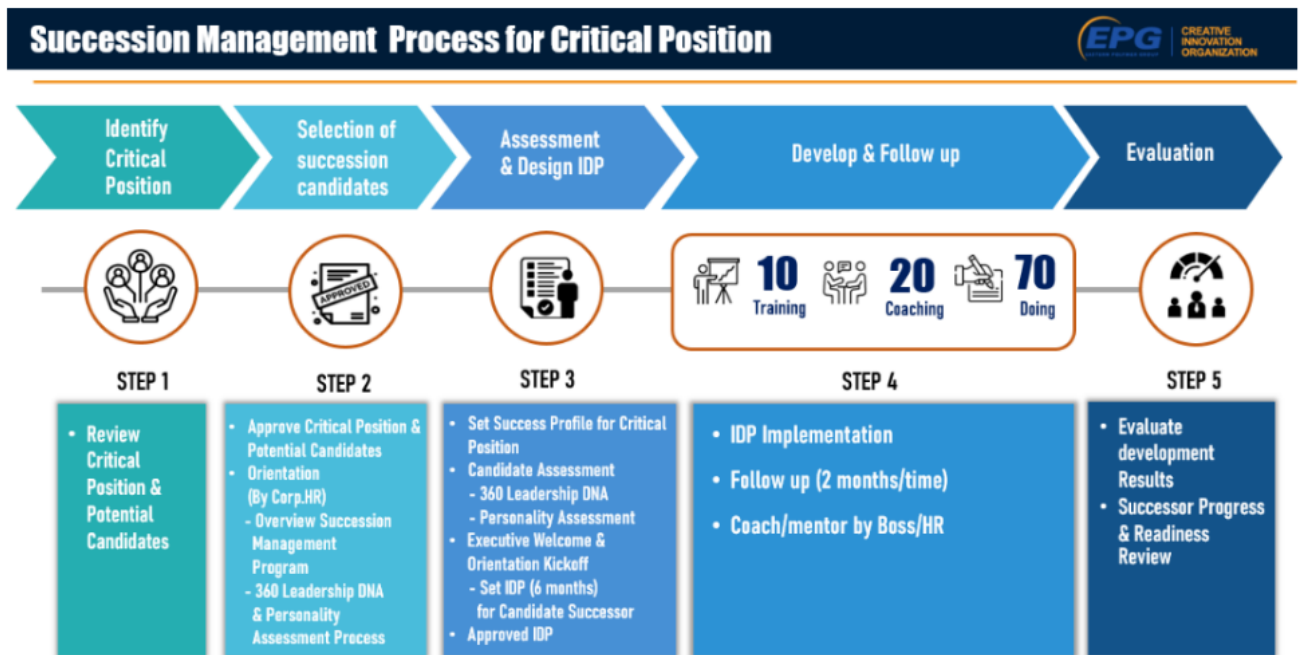 Succession Management Process for Critical Position
EPG
CREATIVE
INNOVATION
ORGANIZATION
Identify
Critical
Position
Selection of
succession
candidates
Assessment
& Design IDP
Develop & Follow up
Evaluation
APPROVED
10
Training
20
Coaching
70
Doing
STEP 1
STEP 2
STEP 3
STEP 4
STEP 5
• Review
Critical
Position &
Potential
Candidates
• Approve Critical Position &
Potential Candidates
• Orientation
(By Corp.HR)
- Overview Succession
Management
Program
- 360 Leadership DNA
& Personality
Assessment Process
• Set Success Profile for Critical
Position
• Candidate Assessment
- 360 Leadership DNA
- Personality Assessment
• Executive Welcome &
Orientation Kickoff
- Set IDP (6 months)
for Candidate Successor
• Approved IDP
• IDP Implementation
• Follow up (2 months/time)
• Coach/mentor by Boss/HR
• Evaluate
development
Results
• Successor Progress
& Readiness
Review